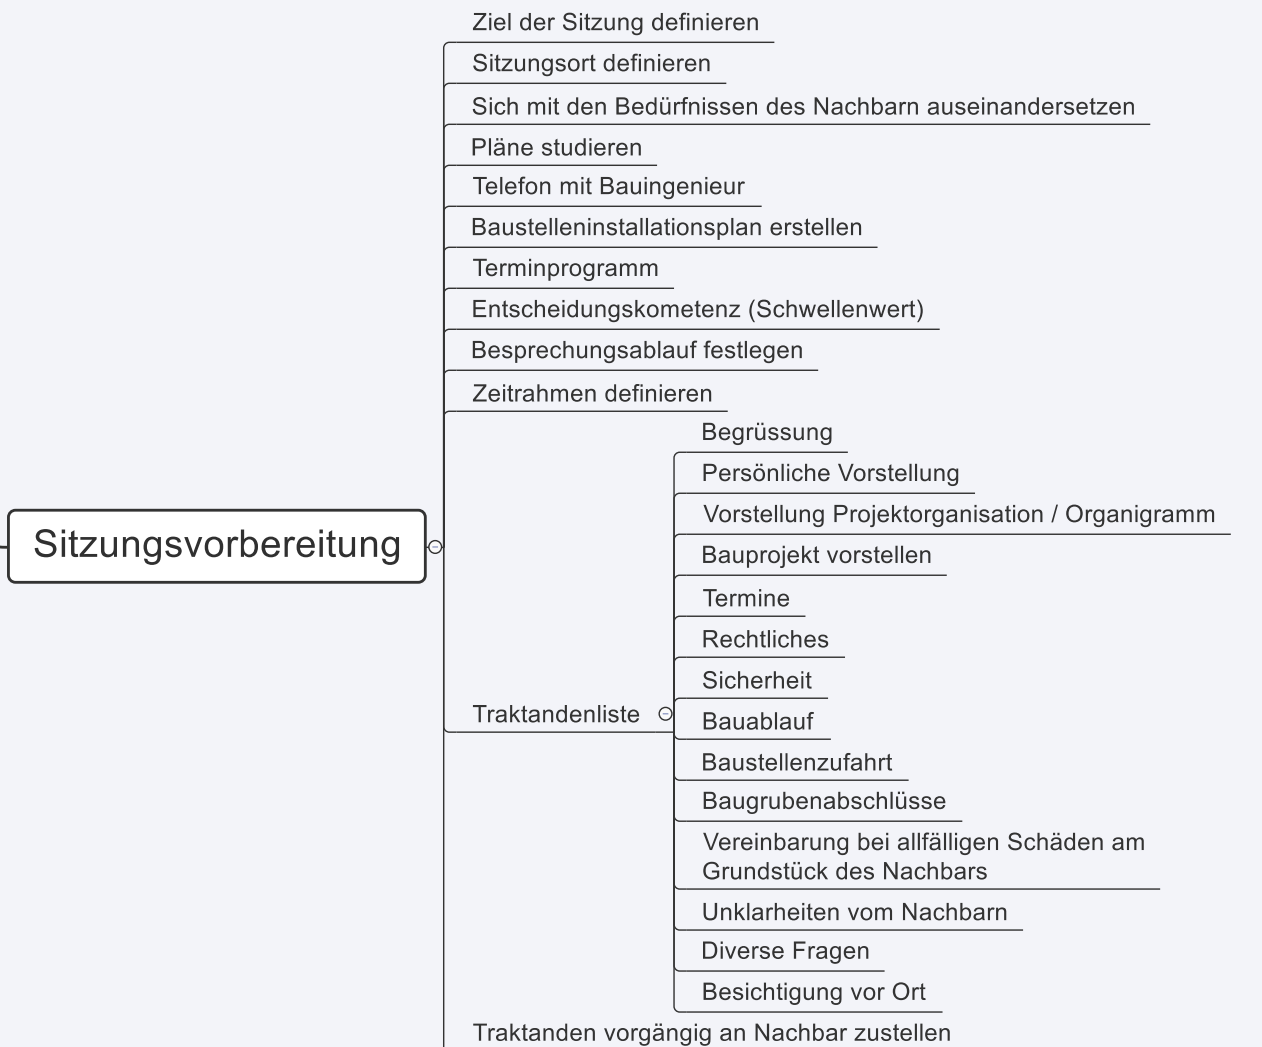 Ziel der Sitzung definieren
Sitzungsort definieren
Sich mit den Bedürfnissen des Nachbarn auseinandersetzen
Pläne studieren
Telefon mit Bauingenieur
Baustelleninstallationsplan erstellen
Terminprogramm
Entscheidungskometenz (Schwellenwert)
Besprechungsablauf festlegen
Zeitrahmen definieren
Sitzungsvorbereitung
Traktandenliste
Begrüssung
Persönliche Vorstellung
Vorstellung Projektorganisation / Organigramm
Bauprojekt vorstellen
Termine
Rechtliches
Sicherheit
Bauablauf
Baustellenzufahrt
Baugrubenabschlüsse
Vereinbarung bei allfälligen Schäden am
Grundstück des Nachbars
Unklarheiten vom Nachbarn
Diverse Fragen
Besichtigung vor Ort
Traktanden vorgängig an Nachbar zustellen